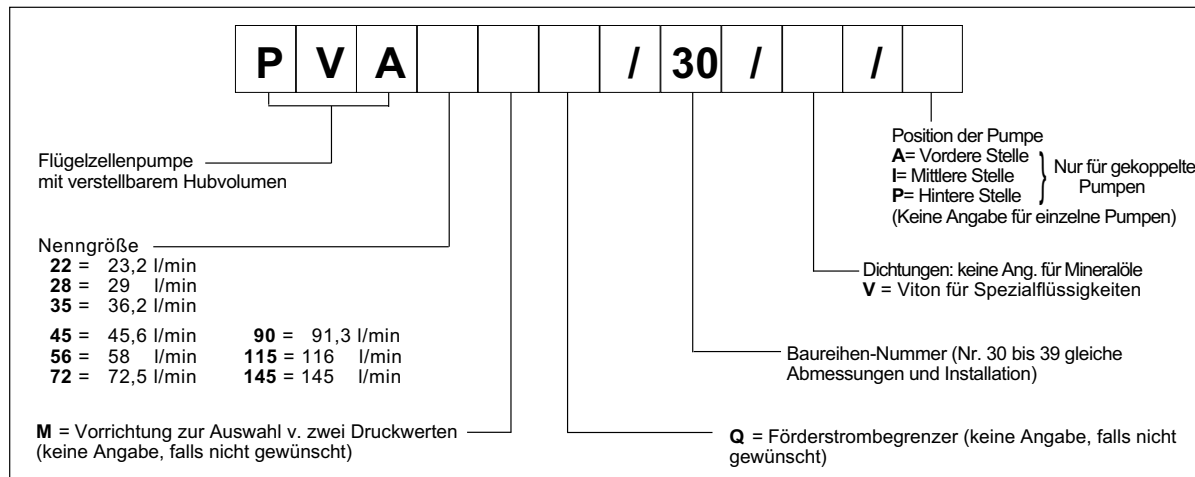 P V A / 30 / /
Flügelzellenpumpe
mit verstellbarem Hubvolumen
Position der Pumpe
A= Vordere Stelle
I= Mittlere Stelle
P= Hintere Stelle
} Nur für gekoppelte
Pumpen
(Keine Angabe für einzelne Pumpen)
Nenngröße
22 = 23,2 l/min
28 = 29 l/min
35 = 36,2 l/min
45 = 45,6 l/min 90 = 91,3 l/min
56 = 58 l/min 115 = 116 l/min
72 = 72,5 l/min 145 = 145 l/min
Dichtungen: keine Ang. für Mineralöle
V = Viton für Spezialflüssigkeiten
Baureihen-Nummer (Nr. 30 bis 39 gleiche
Abmessungen und Installation)
M = Vorrichtung zur Auswahl v. zwei Druckwerten
(keine Angabe, falls nicht gewünscht)
Q = Förderstrombegrenzer (keine Angabe, falls nicht
gewünscht)